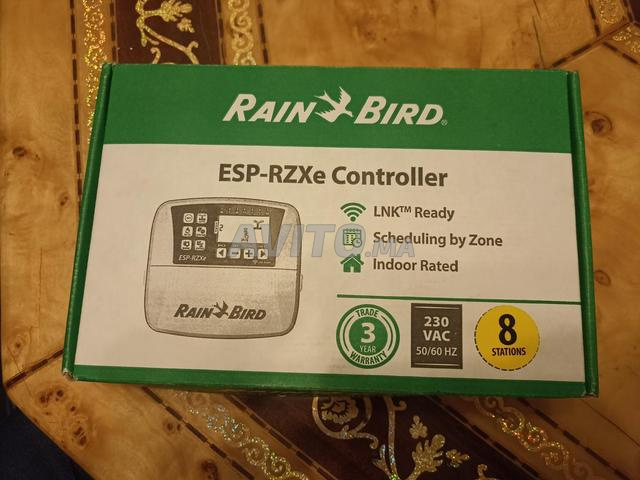 RAIN BIRD®
ESP-RZXe Controller
LNK™ Ready
Scheduling by Zone
Indoor Rated
AVITO.MA
ESP-RZXe
RAIN BIRD
TRADE
3
YEAR
WARRANTY
230
VAC
50/60 HZ
8
STATIONS